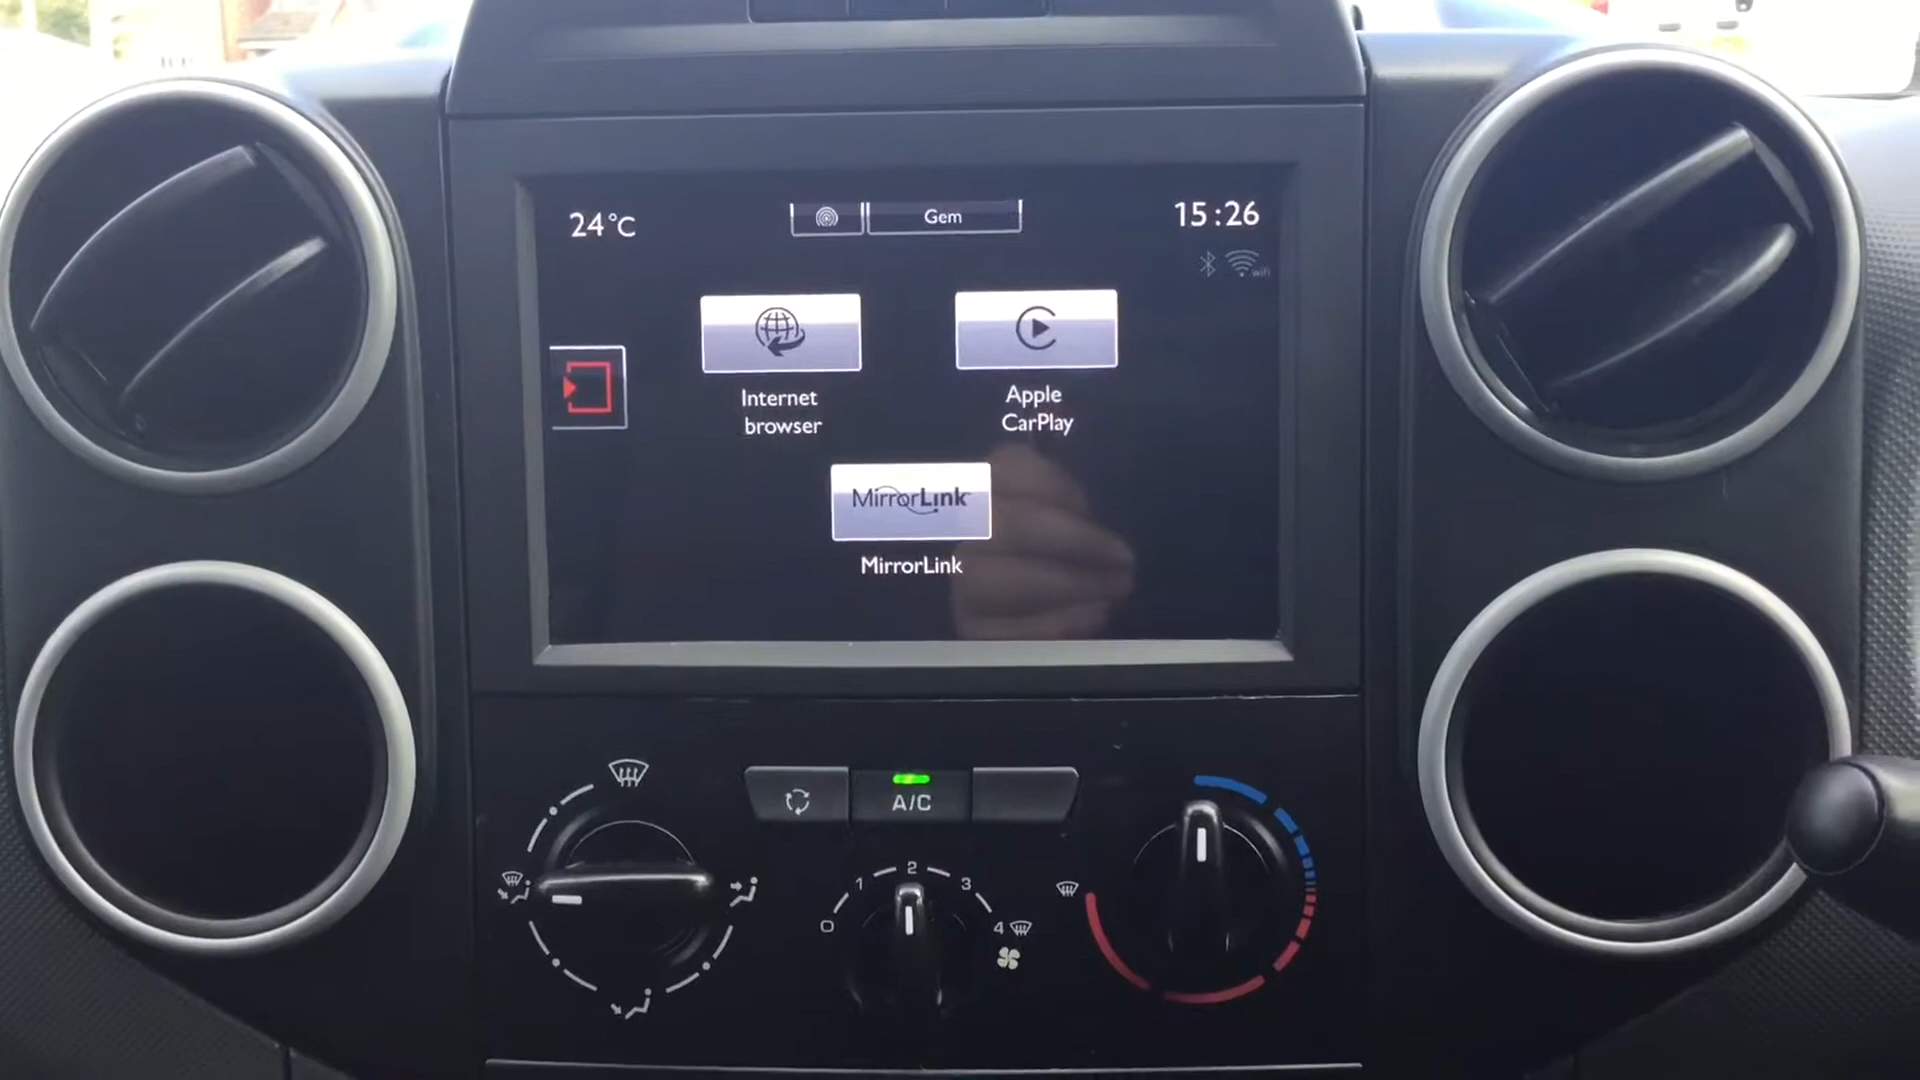 24°C
Gem
15:26
wifi
Internet
browser
Apple
CarPlay
MirrorLink
MirrorLink
A/C
0
1
2
3
4